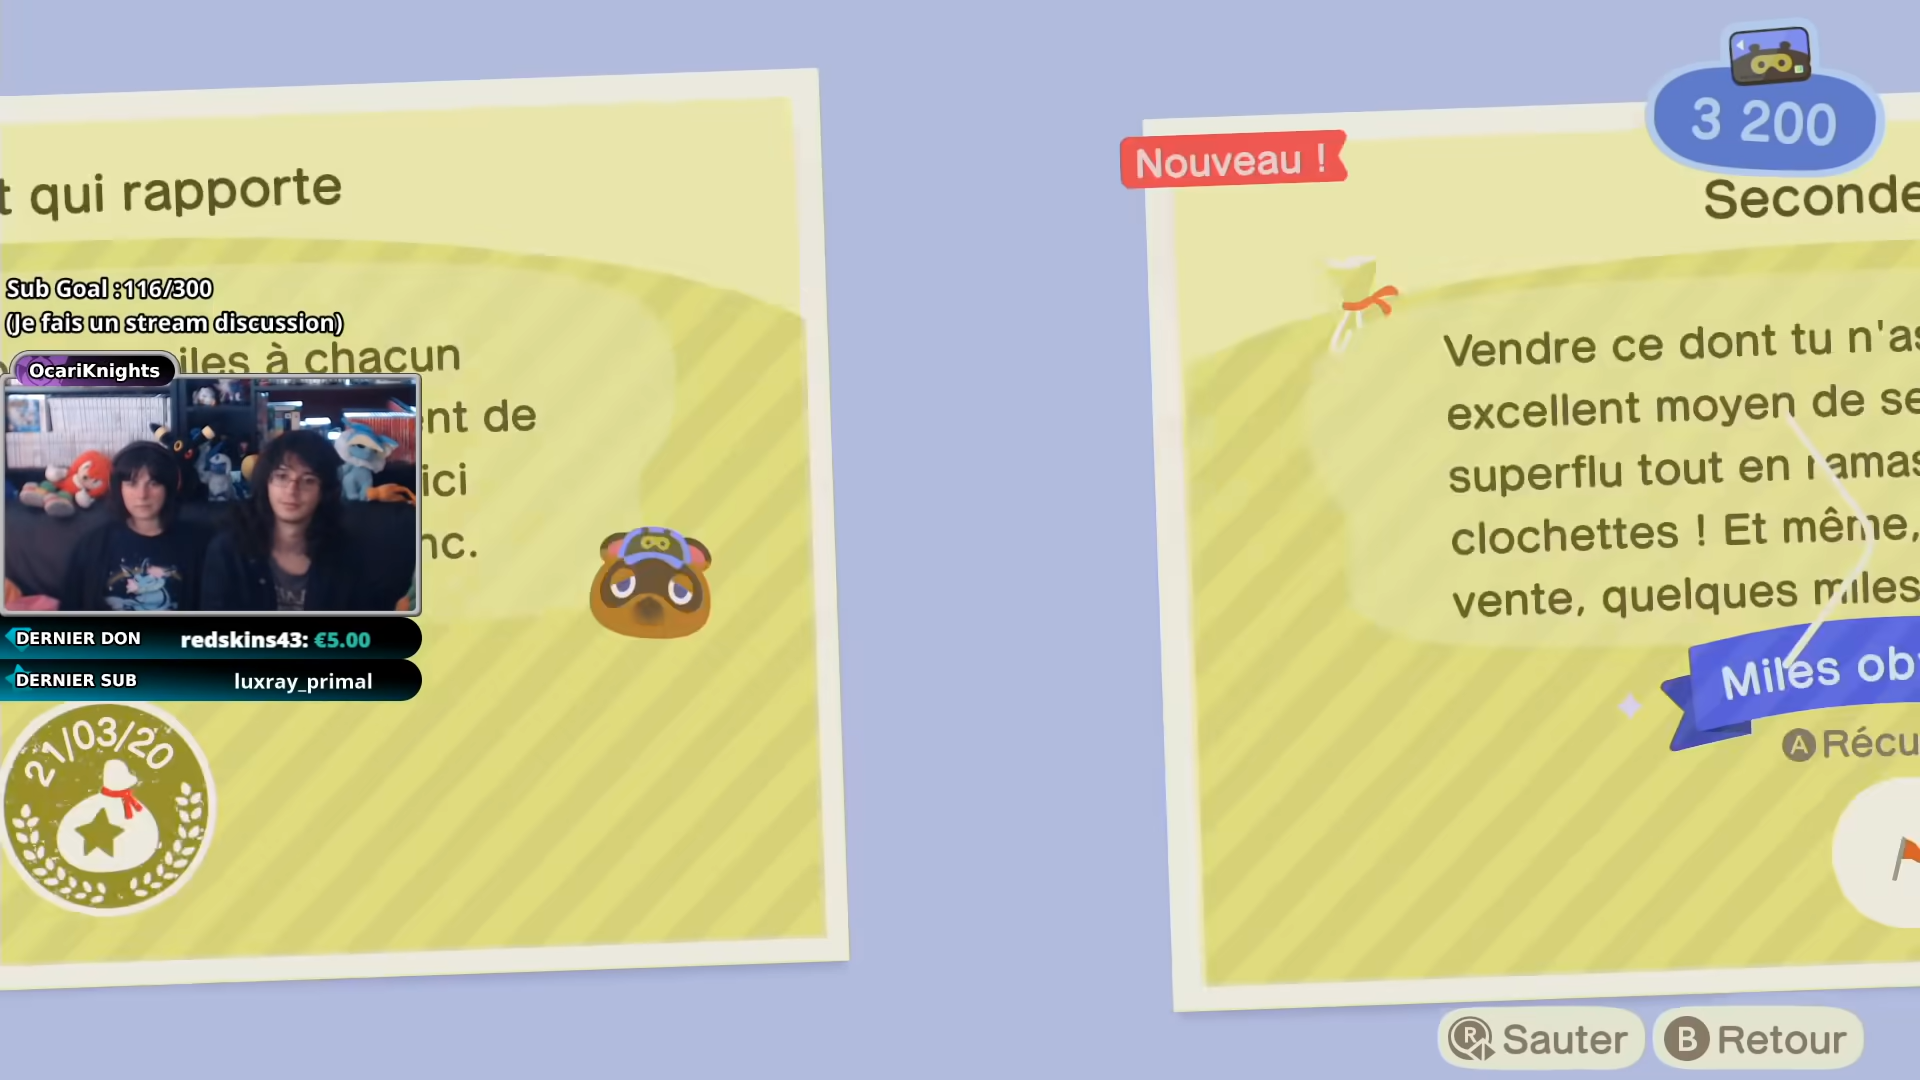 t qui rapporte
Sub Goal :116/300
(Je fais un stream discussion)
iles à chacun
OcariKnights
nt de
ici
nc.
DERNIER DON redskins43: €5.00
DERNIER SUB luxray_primal
21/03/20
3 200
Nouveau !
Seconde
Vendre ce dont tu n'as
excellent moyen de se
superflu tout en ramas
clochettes ! Et même,
vente, quelques miles
Miles ob
A Récu
R Sauter
B Retour